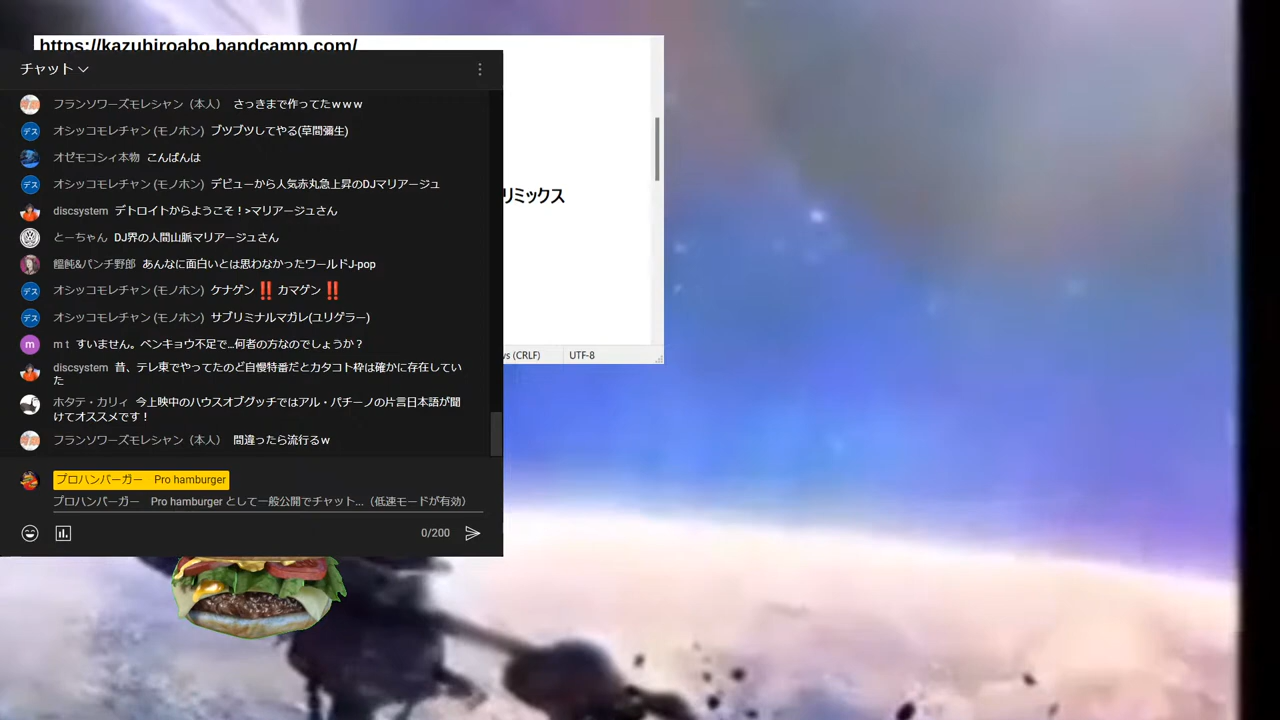 https://kazuhiroabo.bandcamp.com/
チャット
フランソワーズモレシャン（本人） さっきまで作ってたｗｗｗ
オシッコモレチャン (モノホン) ブツブツしてやる(草間彌生)
オゼモコシィ本物 こんばんは
オシッコモレチャン (モノホン) デビューから人気赤丸急上昇のDJマリアージュ
リミックス
discsystem デトロイトからようこそ！>マリアージュさん
とーちゃん DJ界の人間山脈マリアージュさん
饂飩&パンチ野郎 あんなに面白いとは思わなかったワールドJ-pop
オシッコモレチャン (モノホン) ケナゲン‼カマゲン‼
オシッコモレチャン (モノホン) サブリミナルマガレ(ユリゲラー)
m t すいません。ベンキョウ不足で…何者の方なのでしょうか？
s (CRLF) UTF-8
discsystem 昔、テレ東でやってたのど自慢特番だとカタコト枠は確かに存在してい
た
ホタテ・カリィ 今上映中のハウスオブグッチではアル・パチーノの片言日本語が聞
けてオススメです！
フランソワーズモレシャン（本人） 間違ったら流行るｗ
プロハンバーガー Pro hamburger
プロハンバーガー Pro hamburger として一般公開でチャット...（低速モードが有効）
0/200